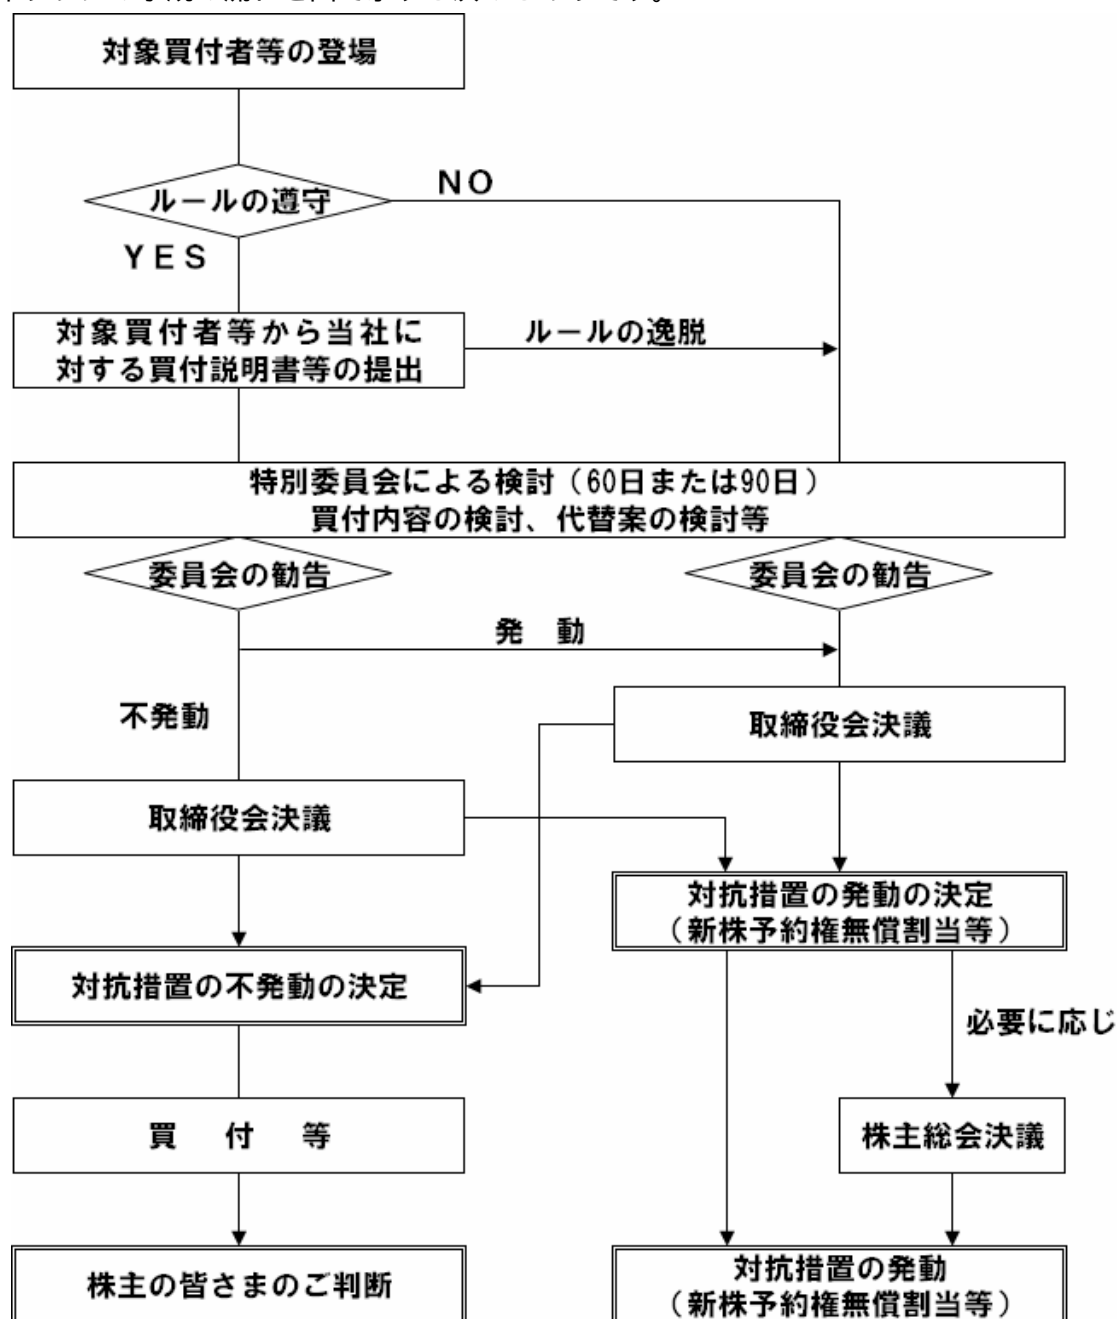 対象買付者等の登場
ルールの遵守
NO
YES
対象買付者等から当社に
対する買付説明書等の提出
ルールの逸脱
特別委員会による検討（60日または90日）
買付内容の検討、代替案の検討等
委員会の勧告
委員会の勧告
発　動
不発動
取締役会決議
取締役会決議
対抗措置の発動の決定
（新株予約権無償割当等）
対抗措置の不発動の決定
必要に応じ
買　付　等
株主総会決議
株主の皆さまのご判断
対抗措置の発動
（新株予約権無償割当等）